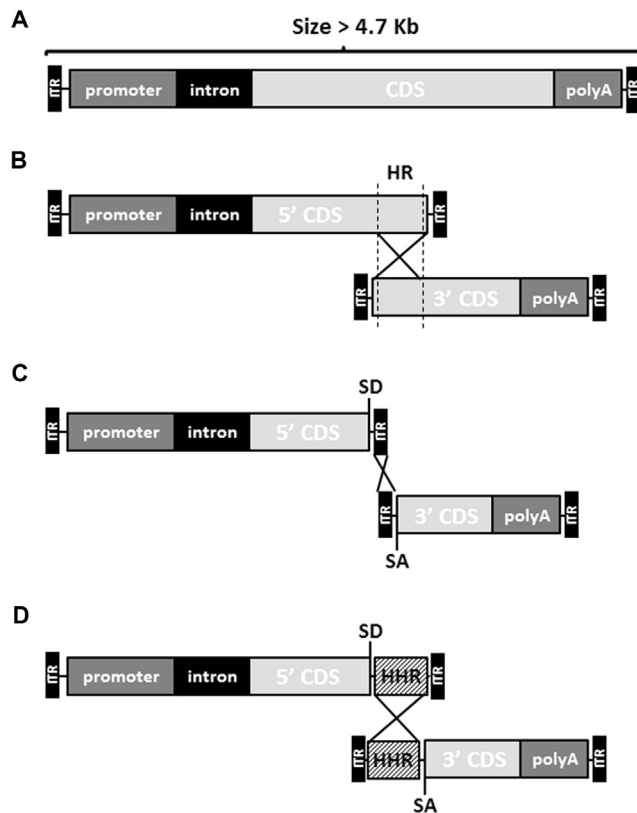 A
Size > 4.7 Kb
ITR promoter intron CDS polyA ITR
B
HR
ITR promoter intron 5' CDS ITR
ITR 3' CDS polyA ITR
C
SD
ITR promoter intron 5' CDS ITR
ITR 3' CDS polyA ITR
SA
D
SD
ITR promoter intron 5' CDS HHR ITR
ITR HHR 3' CDS polyA ITR
SA